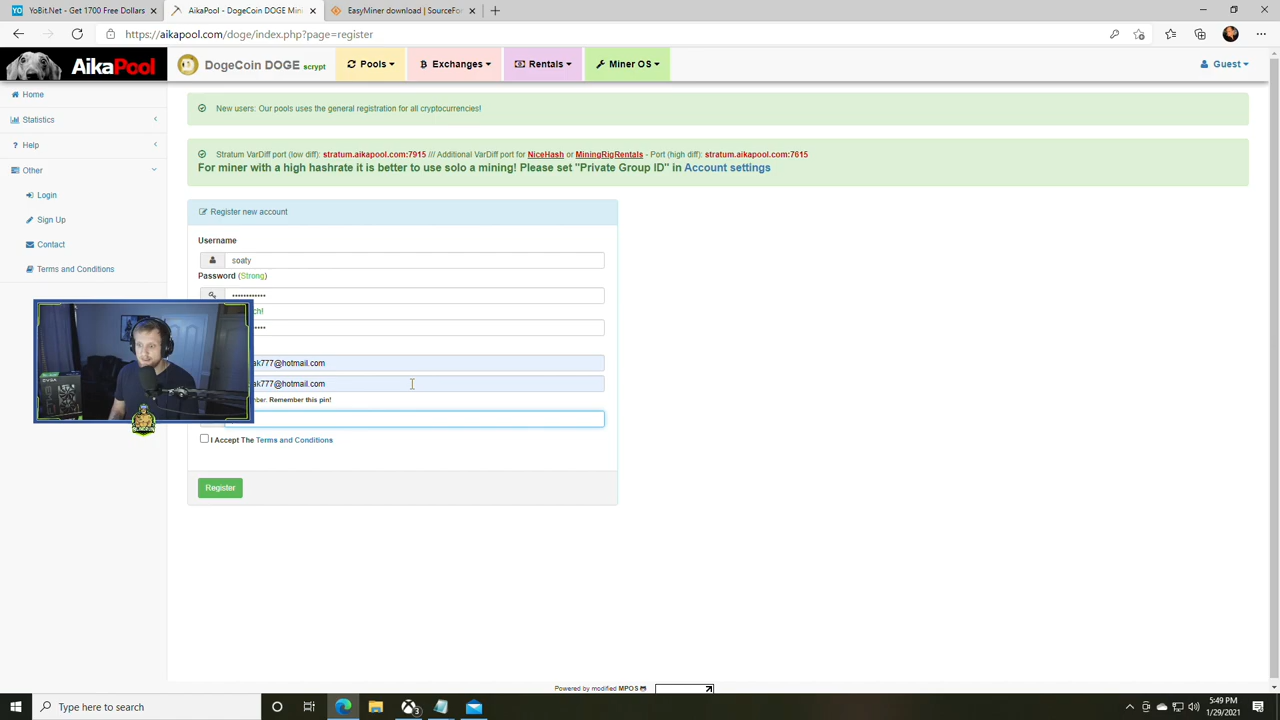 YoBit.Net - Get 1700 Free Dollars
AikaPool - DogeCoin DOGE Mini
EasyMiner download | SourceFor
https://aikapool.com/doge/index.php?page=register
AikaPool
DogeCoin DOGE scrypt
Pools
Exchanges
Rentals
Miner OS
Guest
Home
Statistics
Help
Other
Login
Sign Up
Contact
Terms and Conditions
New users: Our pools uses the general registration for all cryptocurrencies!
Stratum VarDiff port (low diff): stratum.aikapool.com:7915 /// Additional VarDiff port for NiceHash or MiningRigRentals - Port (high diff): stratum.aikapool.com:7615
For miner with a high hashrate it is better to use solo a mining! Please set "Private Group ID" in Account settings
Register new account
Username
soaty
Password (Strong)
••••••••••••
ch!
•••••
ak777@hotmail.com
ak777@hotmail.com
ber. Remember this pin!
I Accept The Terms and Conditions
Register
EVGA
Powered by modified MPOS
Type here to search
3
5:49 PM
1/29/2021